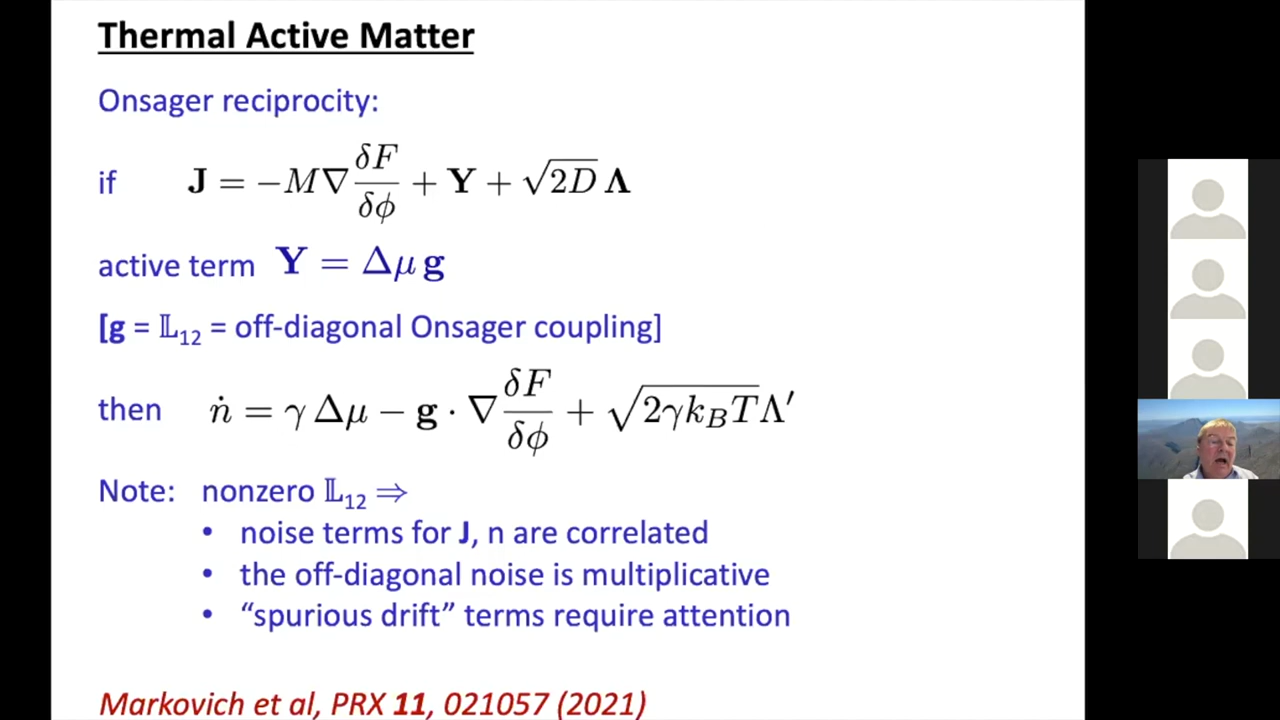 Thermal Active Matter
Onsager reciprocity:
if J = −M∇ δF/δϕ + Y + √2D Λ
active term Y = Δμ g
[g = 𝕃₁₂ = off-diagonal Onsager coupling]
then ṅ = γ Δμ − g · ∇ δF/δϕ + √2γk_BT Λ′
Note: nonzero 𝕃₁₂ ⇒
• noise terms for J, n are correlated
• the off-diagonal noise is multiplicative
• “spurious drift” terms require attention
Markovich et al, PRX 11, 021057 (2021)